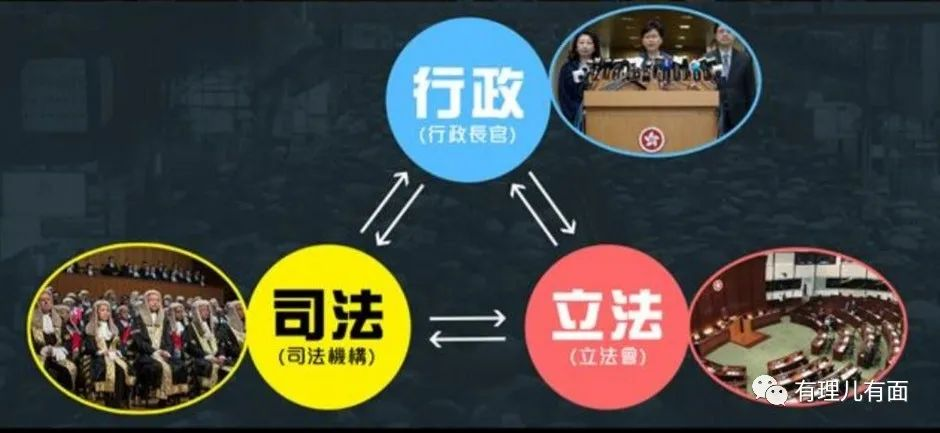 行政
(行政長官)
司法
(司法機構)
立法
(立法會)
有理儿有面